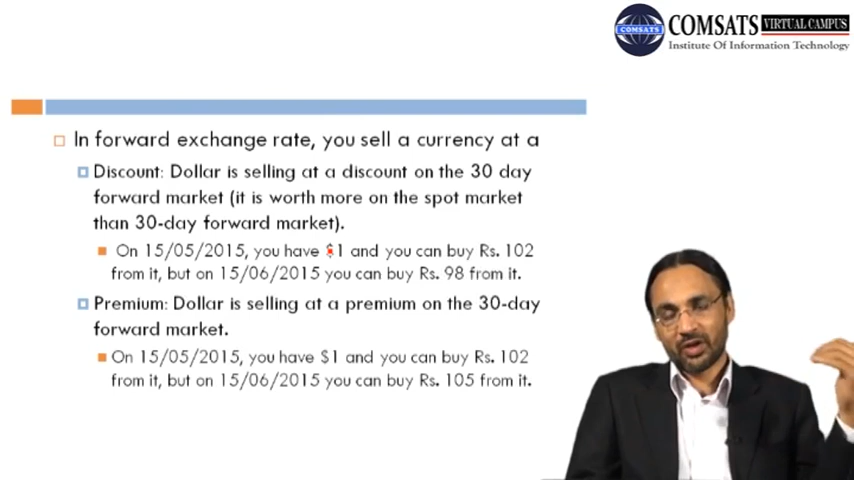 COMSATS
COMSATS VIRTUAL CAMPUS
Institute Of Information Technology
In forward exchange rate, you sell a currency at a
Discount: Dollar is selling at a discount on the 30 day
forward market (it is worth more on the spot market
than 30-day forward market).
On 15/05/2015, you have $1 and you can buy Rs. 102
from it, but on 15/06/2015 you can buy Rs. 98 from it.
Premium: Dollar is selling at a premium on the 30-day
forward market.
On 15/05/2015, you have $1 and you can buy Rs. 102
from it, but on 15/06/2015 you can buy Rs. 105 from it.